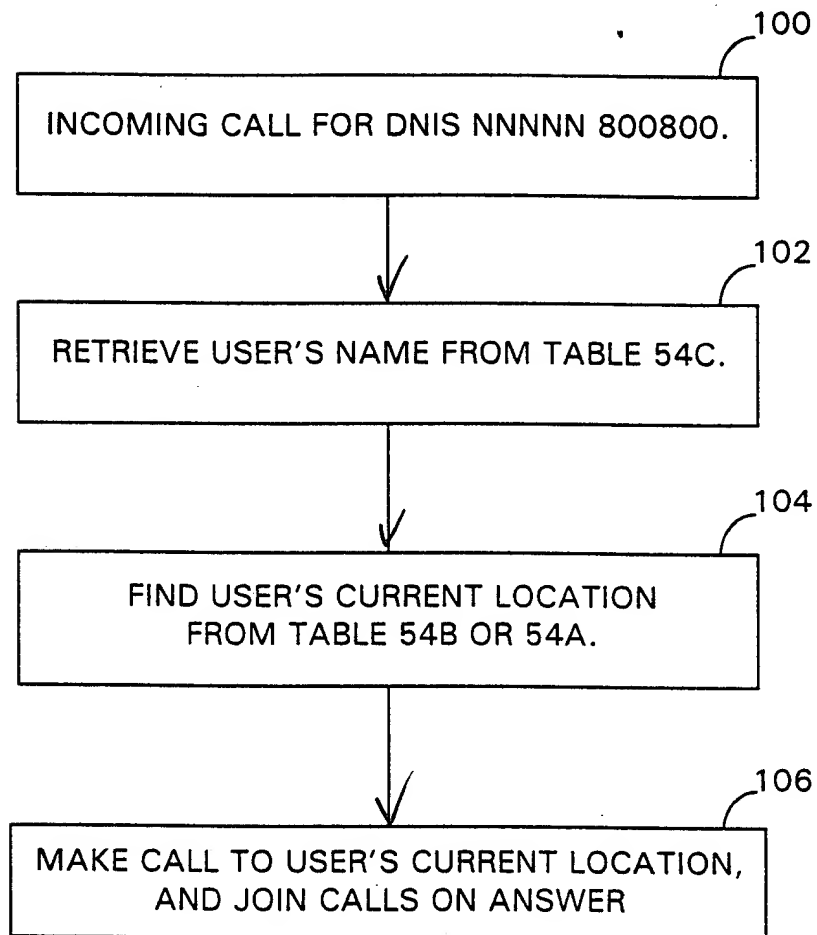 100
INCOMING CALL FOR DNIS NNNNN 800800.
102
RETRIEVE USER'S NAME FROM TABLE 54C.
104
FIND USER'S CURRENT LOCATION
FROM TABLE 54B OR 54A.
106
MAKE CALL TO USER'S CURRENT LOCATION,
AND JOIN CALLS ON ANSWER